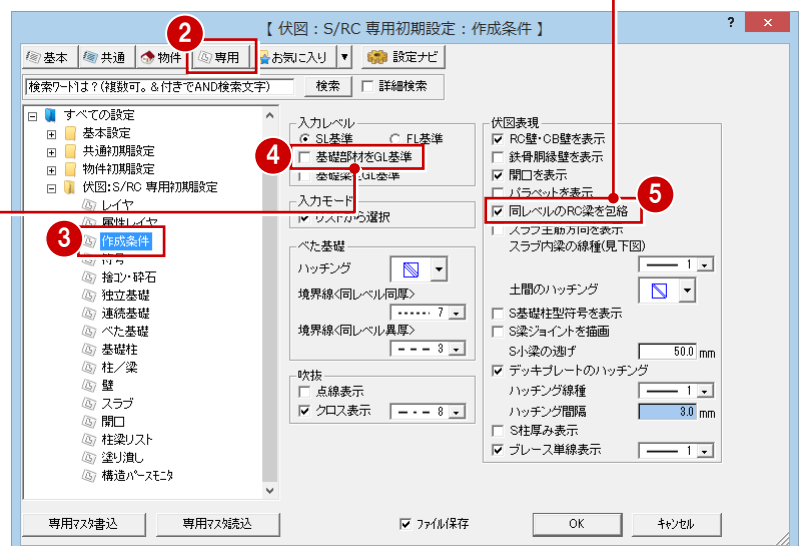 【 伏図：S/RC 専用初期設定：作成条件 】
? ×
2
基本 共通 物件 専用 お気に入り ▼ 設定ナビ
検索ワードは？(複数可。&付きでAND検索文字) 検索 詳細検索
すべての設定
基本設定
共通初期設定
物件初期設定
伏図:S/RC 専用初期設定
レイヤ
属性レイヤ
3 作成条件
符号
捨コン・砕石
独立基礎
連続基礎
べた基礎
基礎柱
柱／梁
壁
スラブ
開口
柱梁リスト
塗り潰し
構造パースモニタ
入力レベル
SL基準 FL基準
4 基礎部材をGL基準
基礎梁をGL基準
入力モード
リストから選択
べた基礎
ハッチング
境界線<同レベル同厚>
7
境界線<同レベル異厚>
3
吹抜
点線表示
クロス表示 8
伏図表現
RC壁・CB壁を表示
鉄骨胴縁壁を表示
開口を表示
パラペットを表示
同レベルのRC梁を包絡 5
スラブ主筋方向を表示
スラブ内梁の線種(見下図)
1
土間のハッチング
S基礎柱型符号を表示
S梁ジョイントを描画
S小梁の逃げ 50.0 mm
デッキプレートのハッチング
ハッチング線種 1
ハッチング間隔 3.0 mm
S柱厚み表示
ブレース単線表示 1
専用マスタ書込 専用マスタ読込 ファイル保存 OK キャンセル